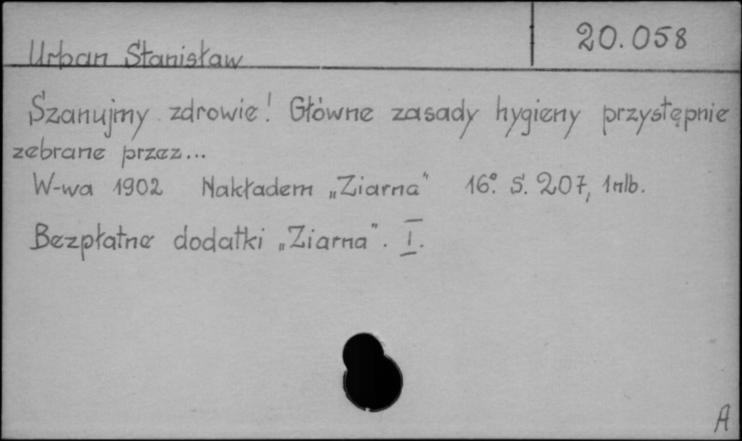 Urban Stanisław
20.058
Szanujmy zdrowie! Główne zasady hygieny przystępnie
zebrane przez...
W-wa 1902 Nakładem „Ziarna" 16° S. 207, 1nlb.
Bezpłatne dodatki „Ziarna". I.
A